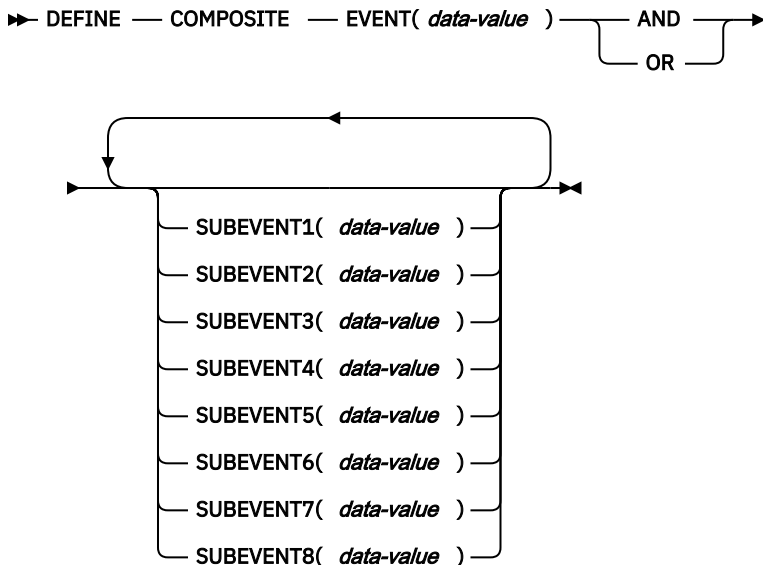 DEFINE COMPOSITE EVENT( data-value ) AND
OR
SUBEVENT1( data-value )
SUBEVENT2( data-value )
SUBEVENT3( data-value )
SUBEVENT4( data-value )
SUBEVENT5( data-value )
SUBEVENT6( data-value )
SUBEVENT7( data-value )
SUBEVENT8( data-value )